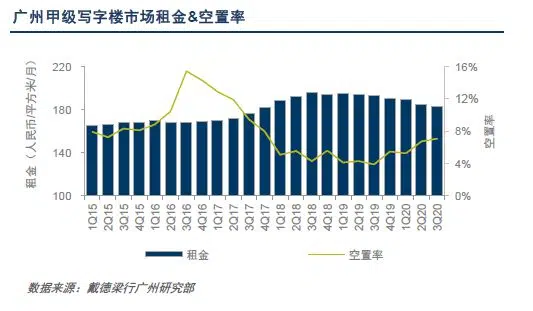 广州甲级写字楼市场租金&空置率
租金（人民币/平方米/月）
220
180
140
100
16%
12%
8%
4%
0%
空置率
1Q15
2Q15
3Q15
4Q15
1Q16
2Q16
3Q16
4Q16
1Q17
2Q17
3Q17
4Q17
1Q18
2Q18
3Q18
4Q18
1Q19
2Q19
3Q19
4Q19
1Q20
2Q20
3Q20
租金
空置率
数据来源：戴德梁行广州研究部